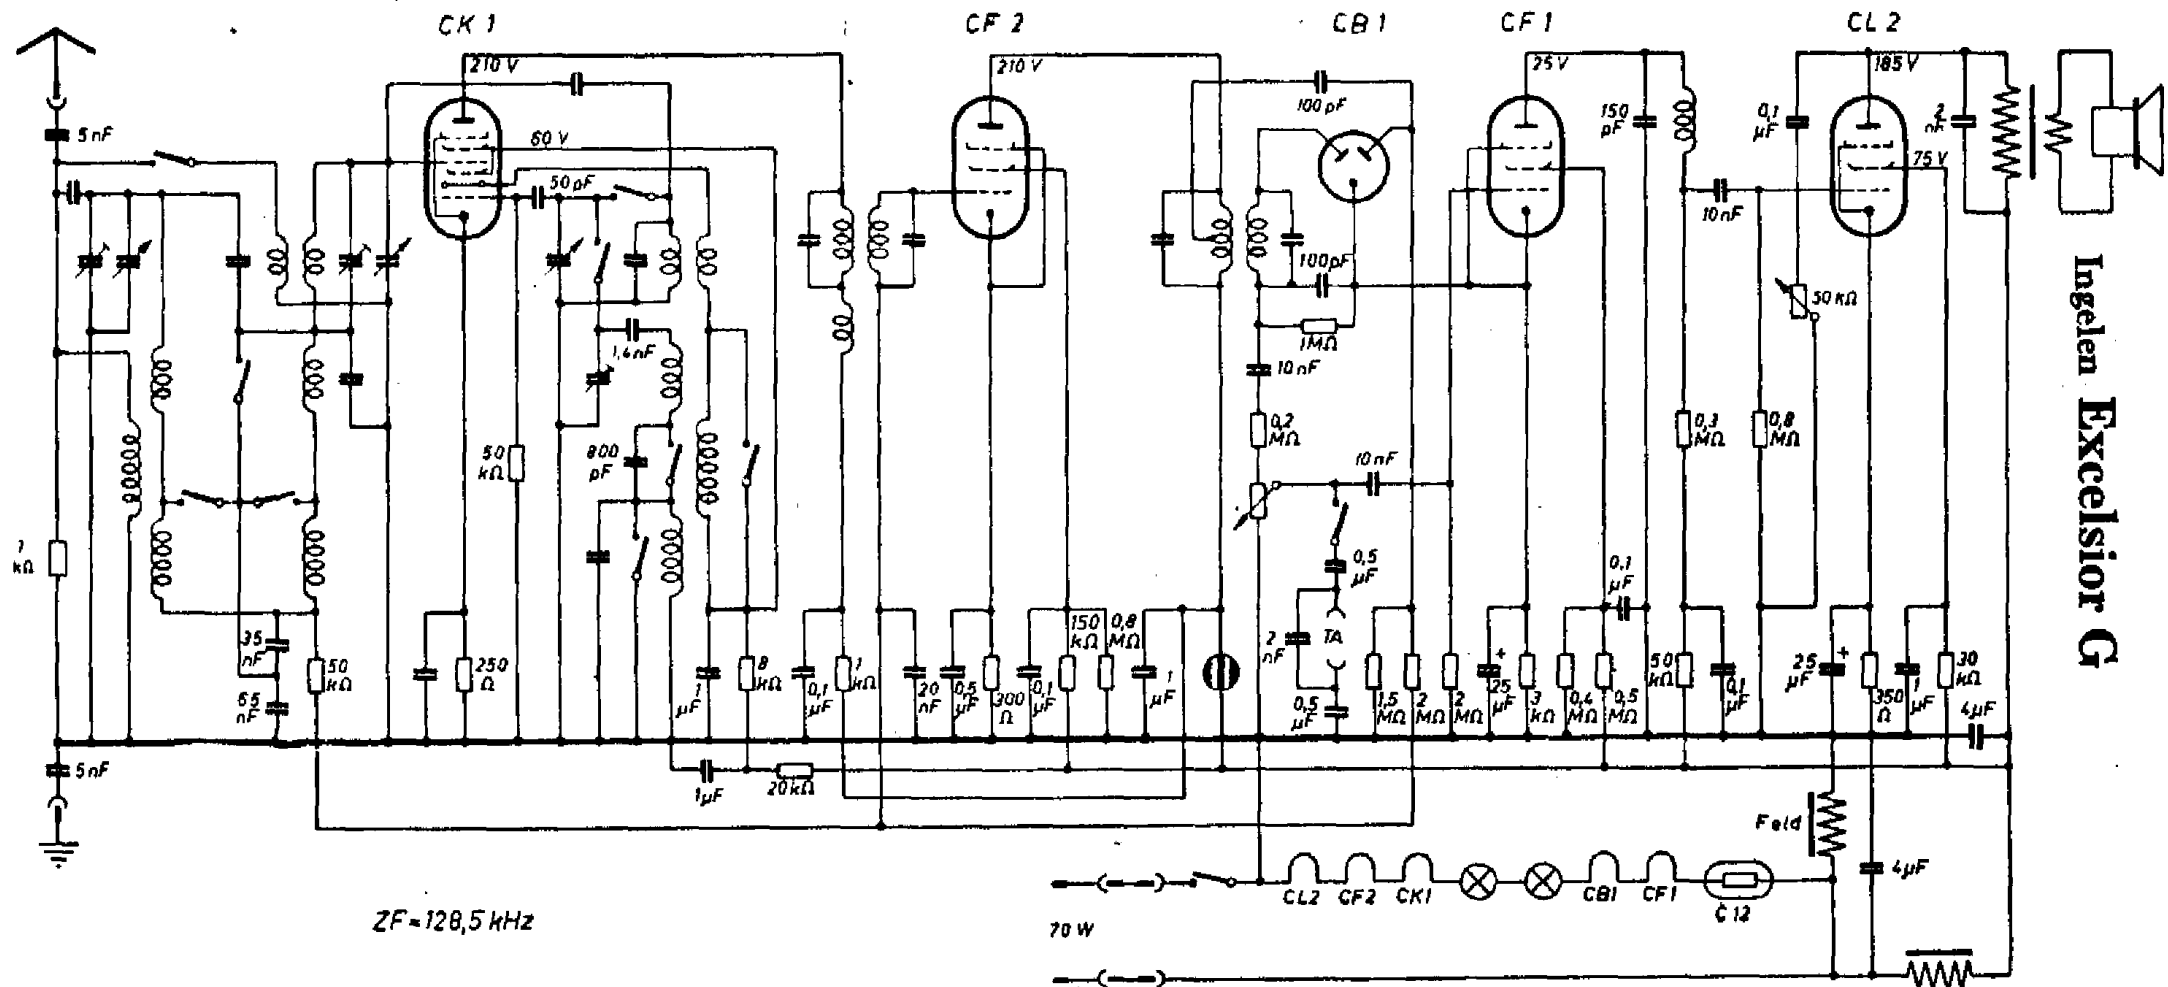 CK 1
CF 2
CB 1
CF 1
CL 2
210 V
210 V
25 V
185 V
5 nF
60 V
50 pF
100 pF
150 pF
0,1 µF
2 nF
75 V
10 nF
100 pF
50 kΩ
1 MΩ
1,4 nF
10 nF
0,2 MΩ
0,3 MΩ
0,8 MΩ
50 kΩ
800 pF
10 nF
1 kΩ
0,5 µF
0,1 µF
35 nF
65 nF
50 kΩ
250 Ω
1 µF
8 kΩ
0,1 µF
1 kΩ
20 nF
0,5 µF
300 Ω
0,1 µF
150 kΩ
0,8 MΩ
1 µF
2 nF
TA
0,5 µF
1,5 MΩ
2 MΩ
2 MΩ
+
25 µF
3 kΩ
0,4 MΩ
0,5 MΩ
50 kΩ
0,1 µF
25 µF
+
350 Ω
1 µF
30 kΩ
4 µF
5 nF
1 µF
20 kΩ
Feld
4 µF
CL2
CF2
CK1
CB1
CF1
C 12
70 W
ZF = 128,5 kHz
Ingelen Excelsior G